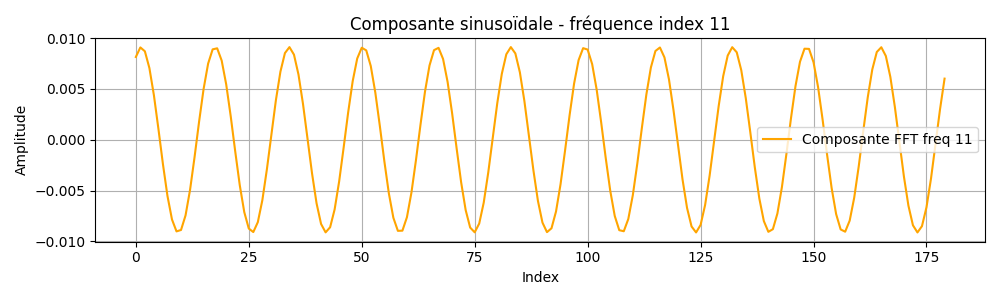 Composante sinusoïdale - fréquence index 11
0.010
0.005
0.000
−0.005
−0.010
Amplitude
Composante FFT freq 11
0 25 50 75 100 125 150 175
Index